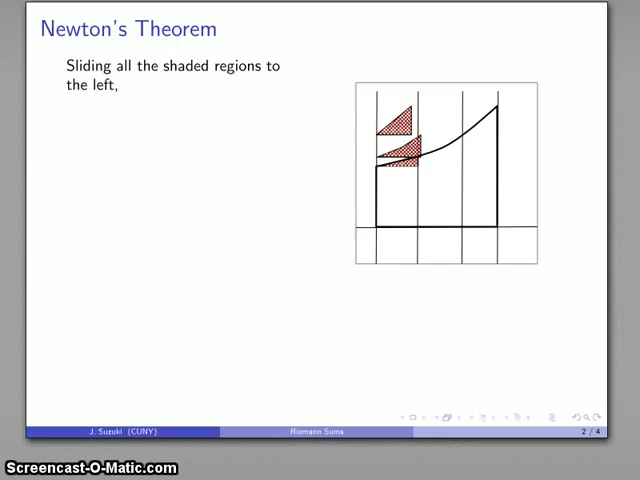 Newton's Theorem
Sliding all the shaded regions to
the left,
J. Suzuki (CUNY)
Riemann Sums
2 / 4
Screencast-O-Matic.com